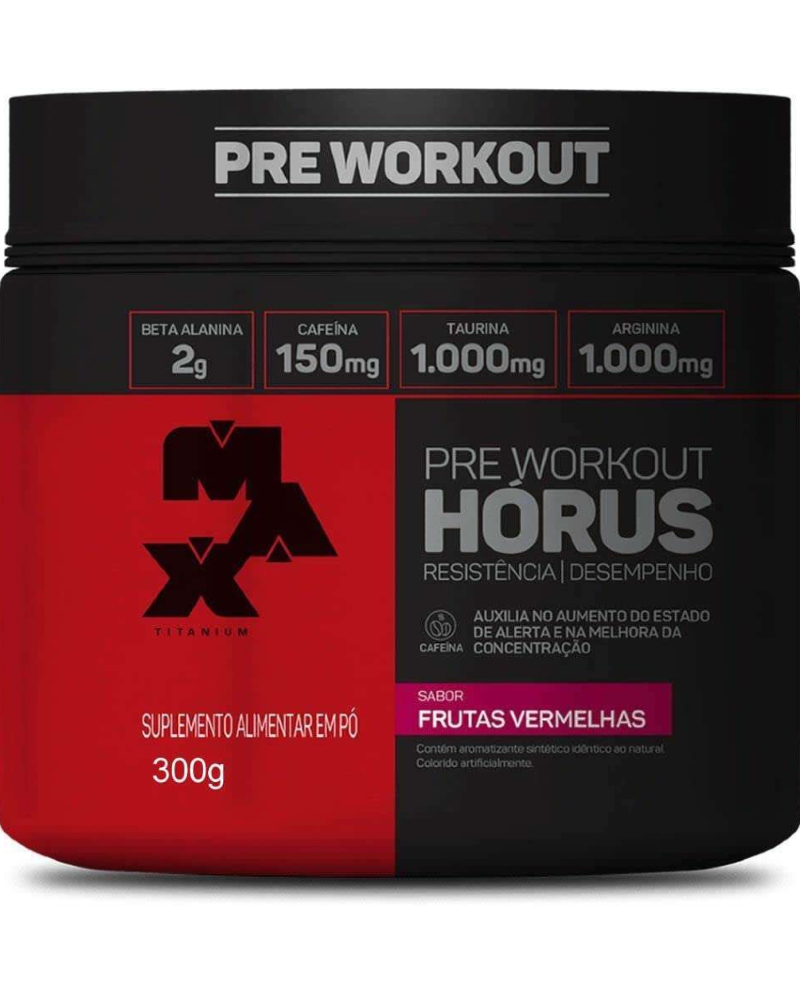 PRE WORKOUT
BETA ALANINA
2g
CAFEÍNA
150mg
TAURINA
1.000mg
ARGININA
1.000mg
MAX
TITANIUM
SUPLEMENTO ALIMENTAR EM PÓ
300g
PRE WORKOUT
HÓRUS
RESISTÊNCIA | DESEMPENHO
CAFEÍNA
AUXILIA NO AUMENTO DO ESTADO
DE ALERTA E NA MELHORA DA
CONCENTRAÇÃO
SABOR
FRUTAS VERMELHAS
Contém aromatizante sintético idêntico ao natural.
Colorido artificialmente.